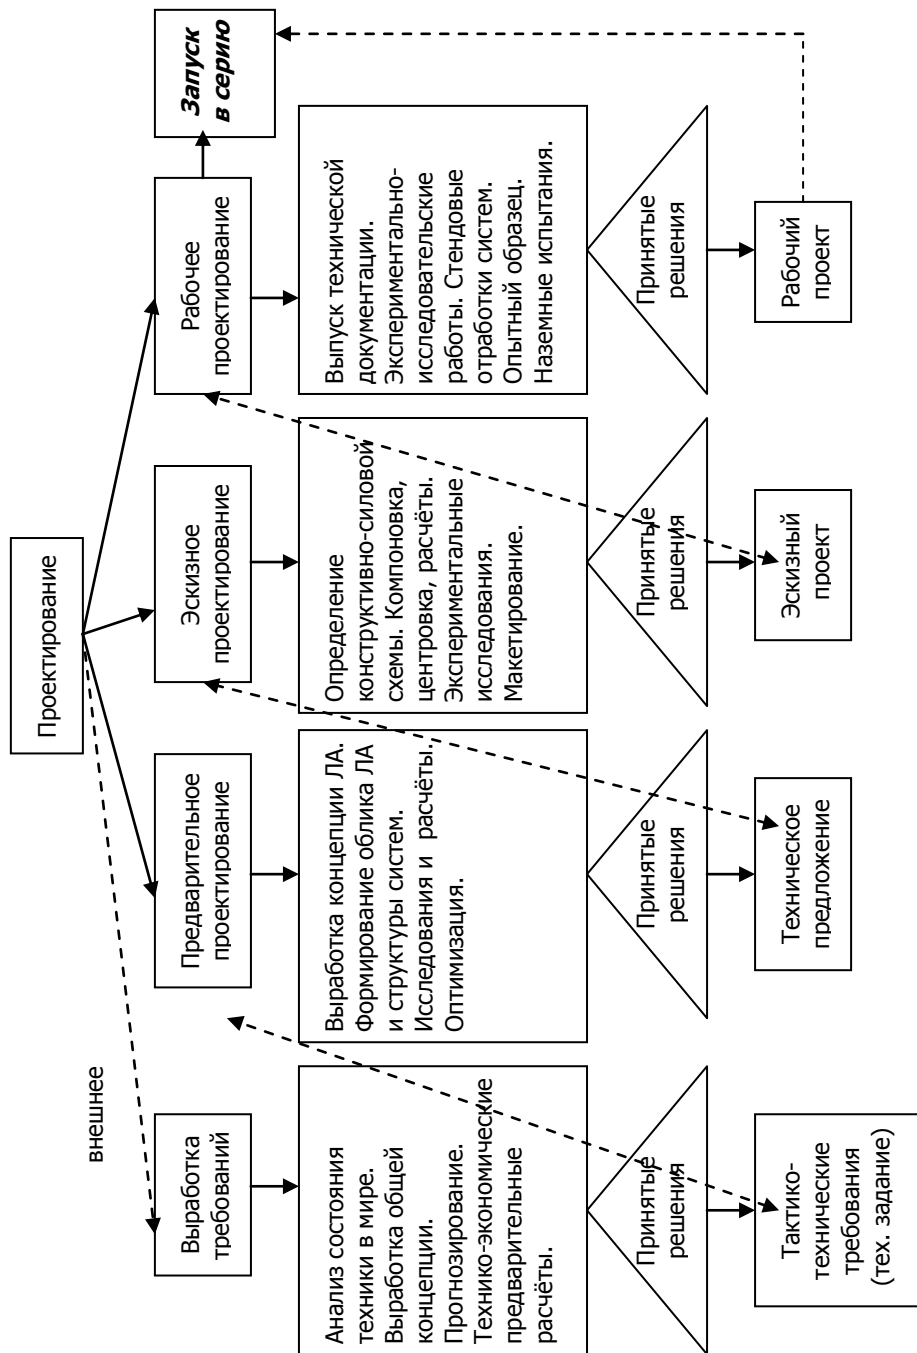 Проектирование
внешнее
Выработка
требований
Предварительное
проектирование
Эскизное
проектирование
Рабочее
проектирование
Запуск
в серию
Анализ состояния
техники в мире.
Выработка общей
концепции.
Прогнозирование.
Технико-экономические
предварительные
расчёты.
Выработка концепции ЛА.
Формирование облика ЛА
и структуры систем.
Исследования и расчёты.
Оптимизация.
Определение
конструктивно-силовой
схемы. Компоновка,
центровка, расчёты.
Экспериментальные
исследования.
Макетирование.
Выпуск технической
документации.
Экспериментально-
исследовательские
работы. Стендовые
отработки систем.
Опытный образец.
Наземные испытания.
Принятые
решения
Принятые
решения
Принятые
решения
Принятые
решения
Тактико-
технические
требования
(тех. задание)
Техническое
предложение
Эскизный
проект
Рабочий
проект